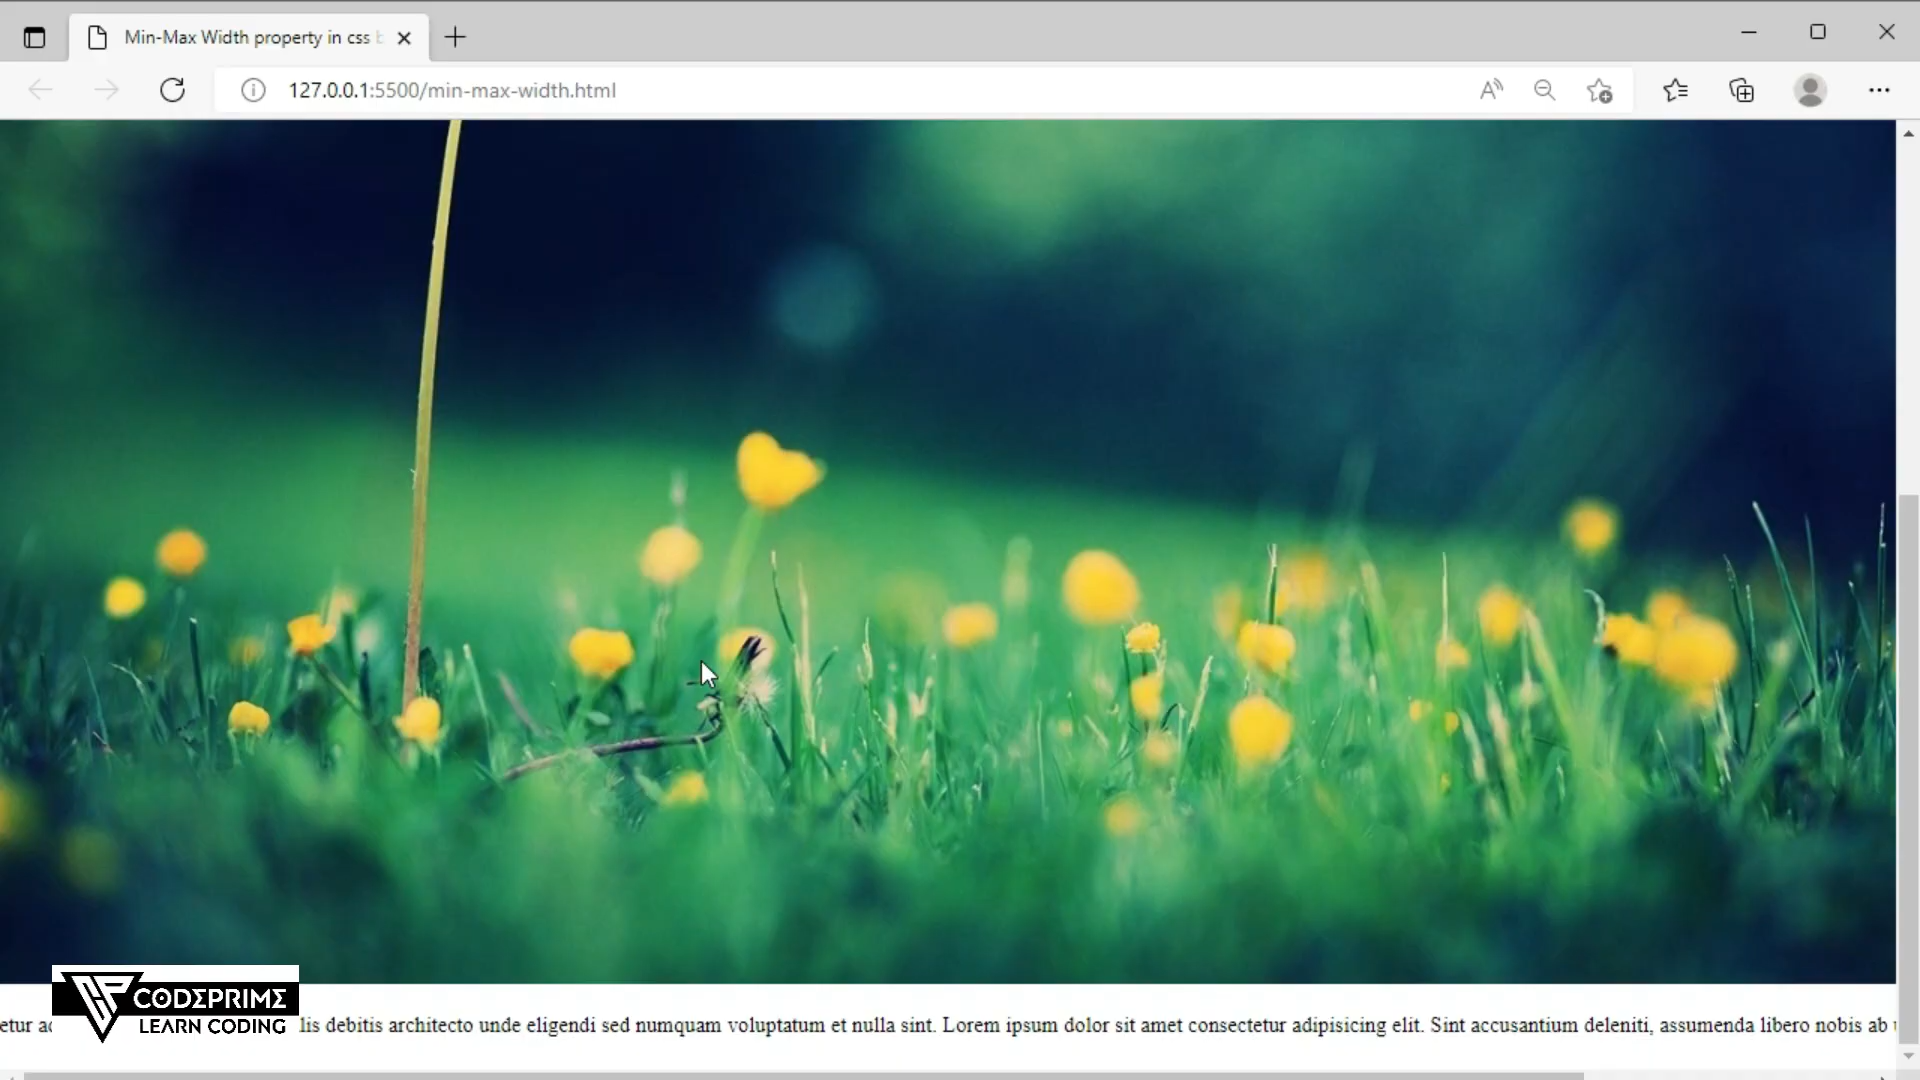 Min-Max Width property in css
127.0.0.1:5500/min-max-width.html
CODΣPRIMΣ
LEARN CODING
etur lis debitis architecto unde eligendi sed numquam voluptatum et nulla sint. Lorem ipsum dolor sit amet consectetur adipisicing elit. Sint accusantium deleniti, assumenda libero nobis ab